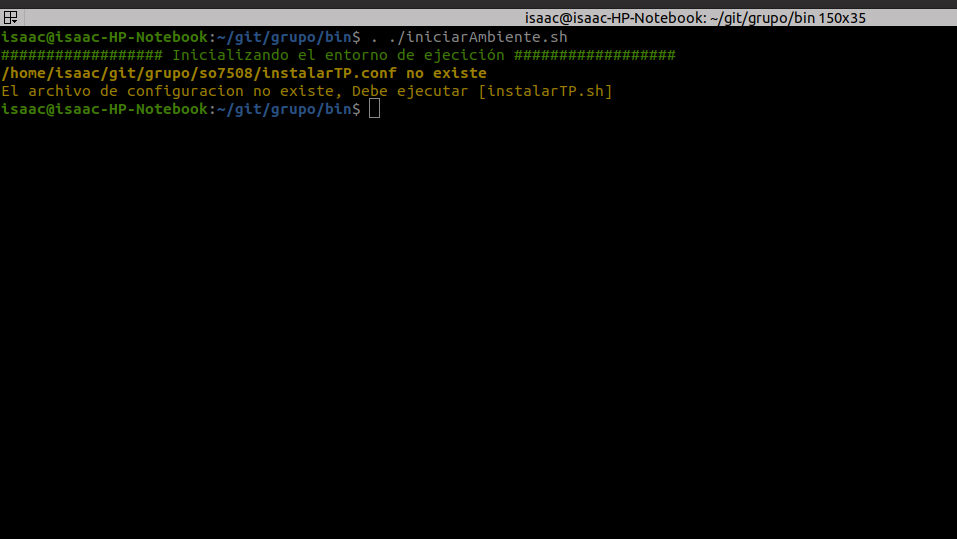 isaac@isaac-HP-Notebook: ~/git/grupo/bin 150x35
isaac@isaac-HP-Notebook:~/git/grupo/bin$ . ./iniciarAmbiente.sh
################## Inicializando el entorno de ejecición ##################
/home/isaac/git/grupo/so7508/instalarTP.conf no existe
El archivo de configuracion no existe, Debe ejecutar [instalarTP.sh]
isaac@isaac-HP-Notebook:~/git/grupo/bin$